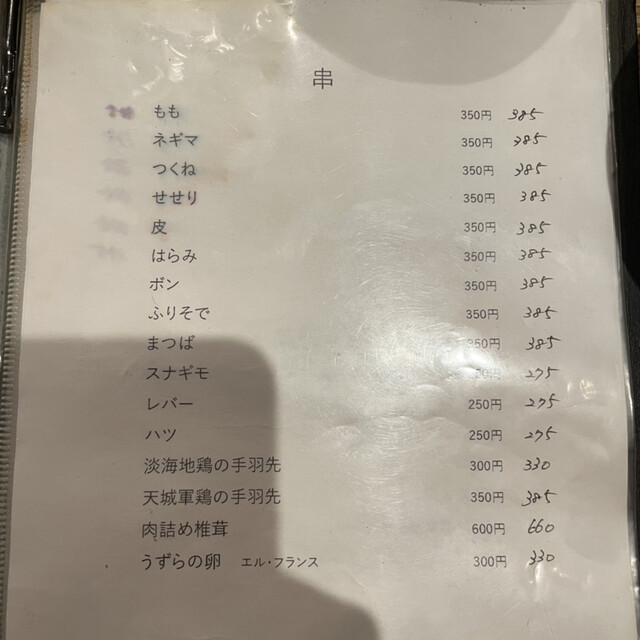 串
もも 350円 385
ネギマ 350円 385
つくね 350円 385
せせり 350円 385
皮 350円 385
はらみ 350円 385
ボン 350円 385
ふりそで 350円 385
まつば 350円 385
スナギモ 275
レバー 250円 275
ハツ 250円 275
淡海地鶏の手羽先 300円 330
天城軍鶏の手羽先 350円 385
肉詰め椎茸 600円 660
うずらの卵 エル・フランス 300円 330